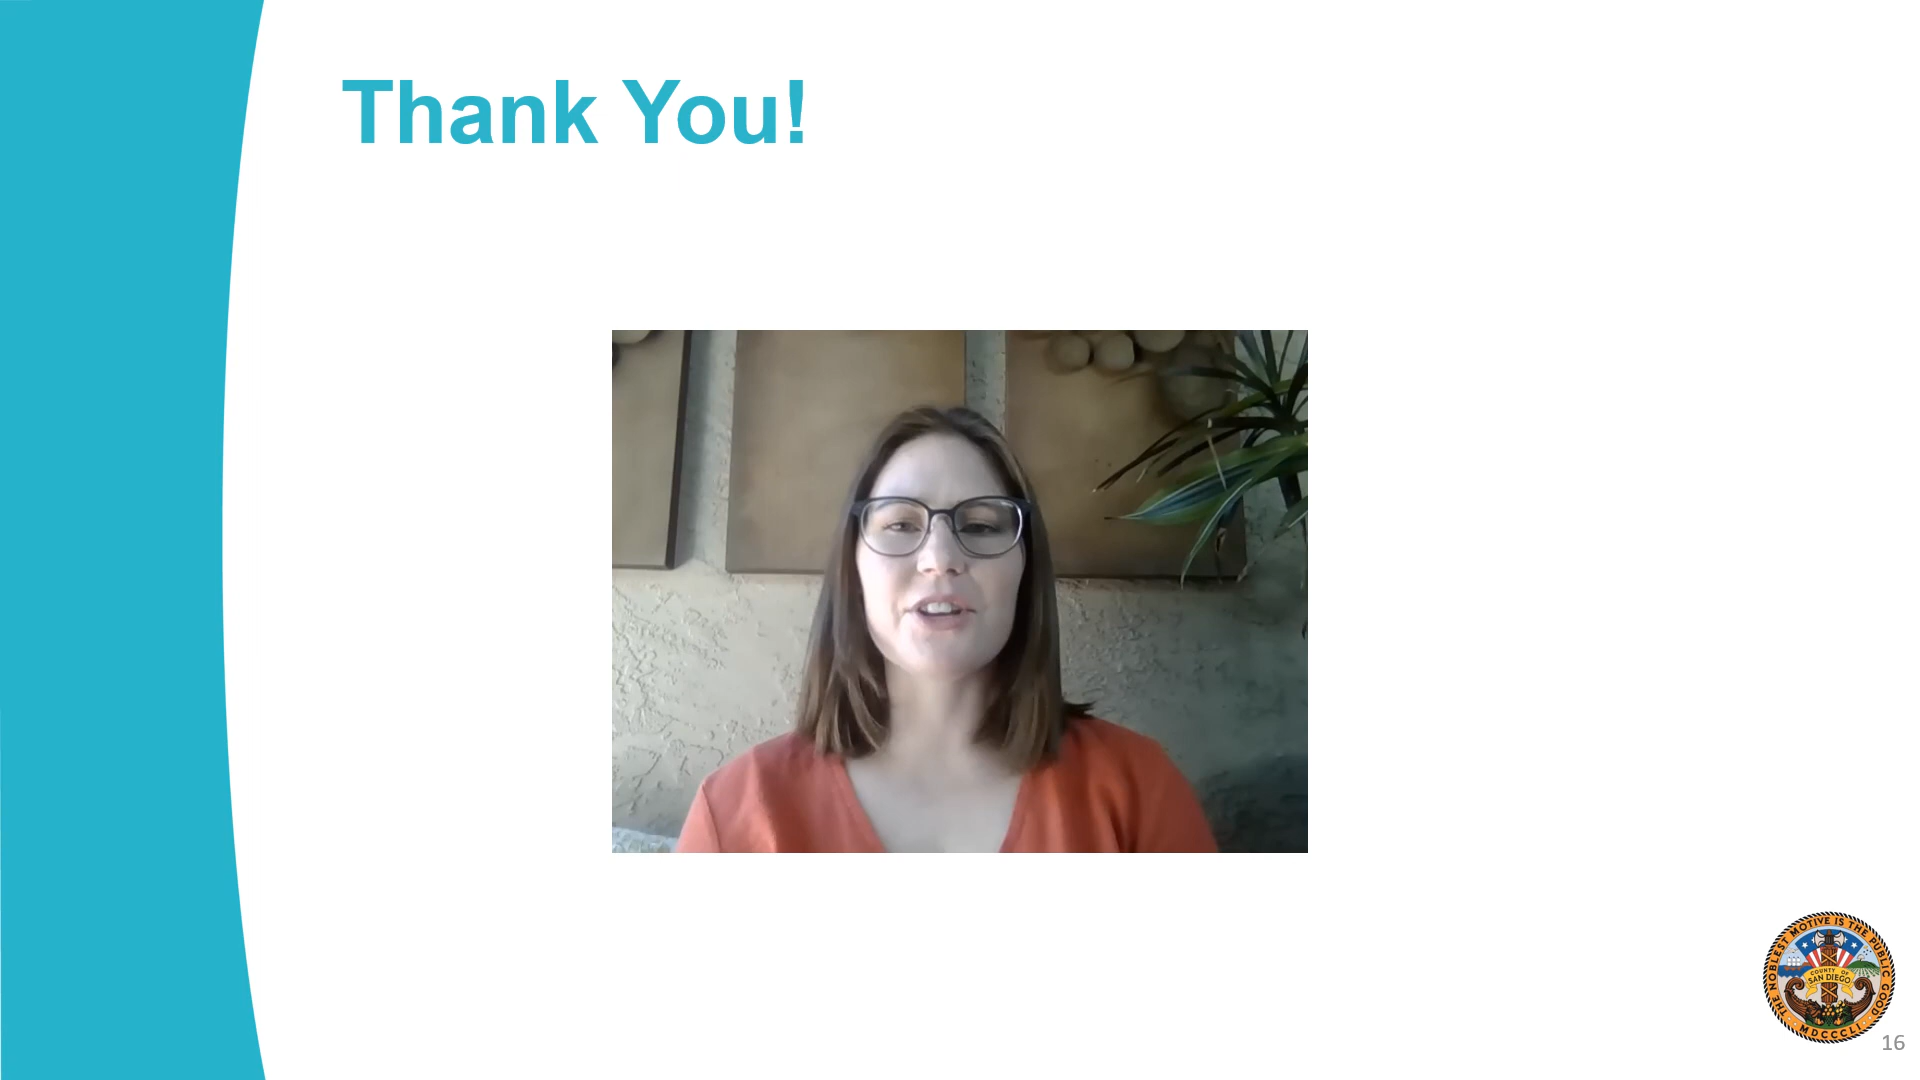 Thank You!
THE NOBLEST MOTIVE IS THE PUBLIC GOOD
COUNTY OF
SAN DIEGO
MDCCCLI
16